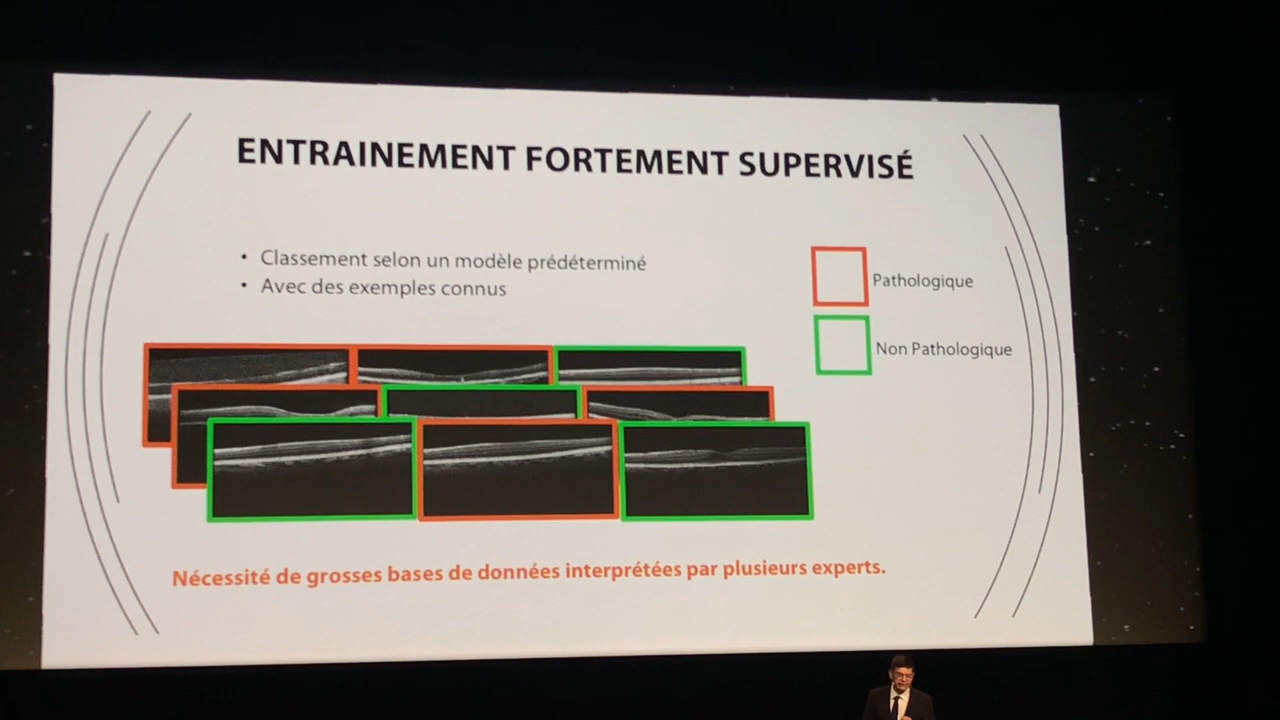 ENTRAINEMENT FORTEMENT SUPERVISÉ
• Classement selon un modèle prédéterminé
• Avec des exemples connus
Pathologique
Non Pathologique
Nécessité de grosses bases de données interprétées par plusieurs experts.